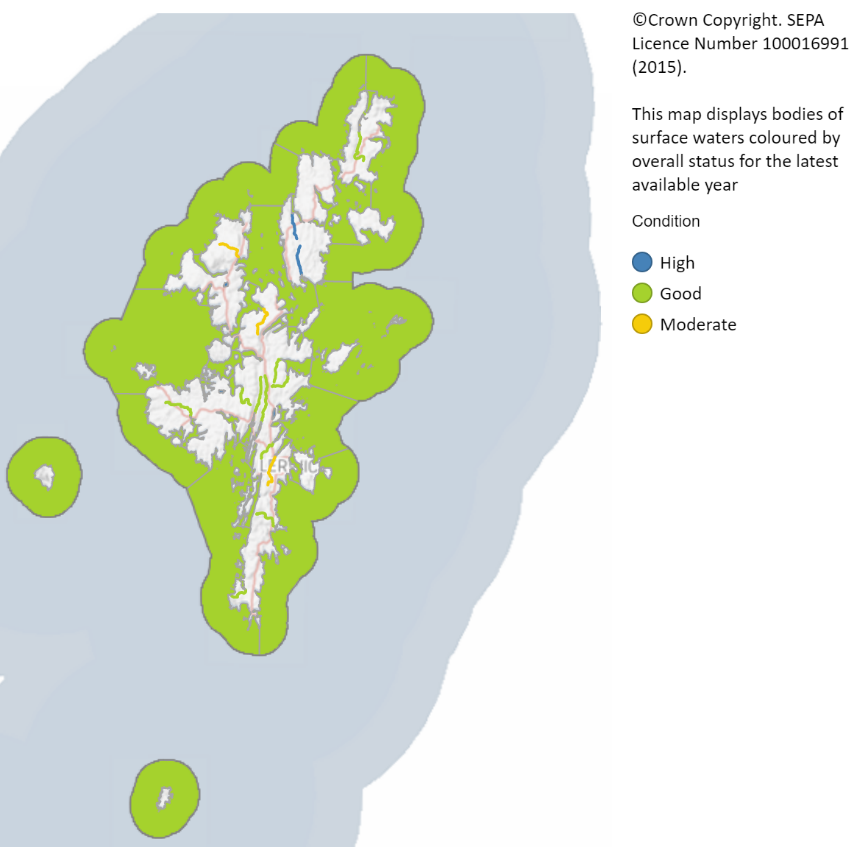 ©Crown Copyright. SEPA
Licence Number 100016991
(2015).
This map displays bodies of
surface waters coloured by
overall status for the latest
available year
Condition
High
Good
Moderate